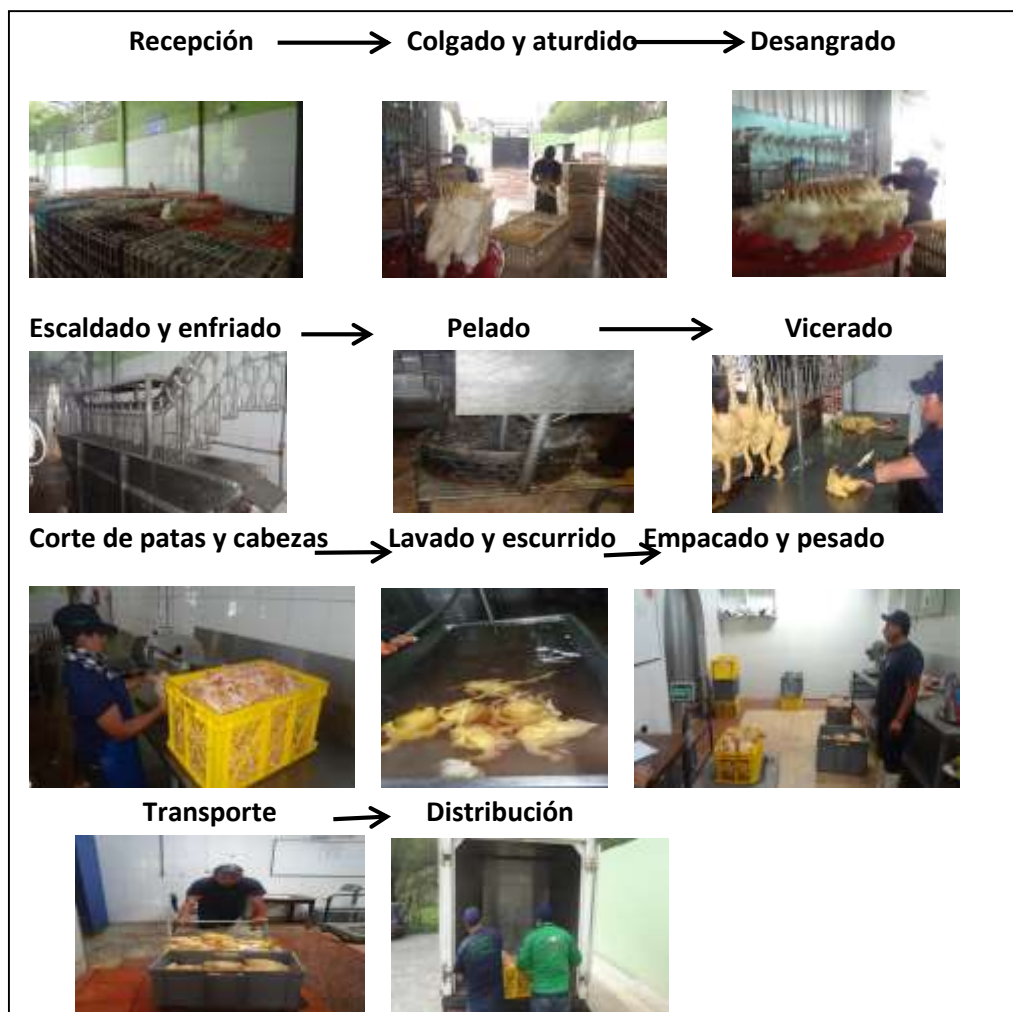 Recepción Colgado y aturdido Desangrado
Escaldado y enfriado Pelado Vicerado
Corte de patas y cabezas Lavado y escurrido Empacado y pesado
Transporte Distribución